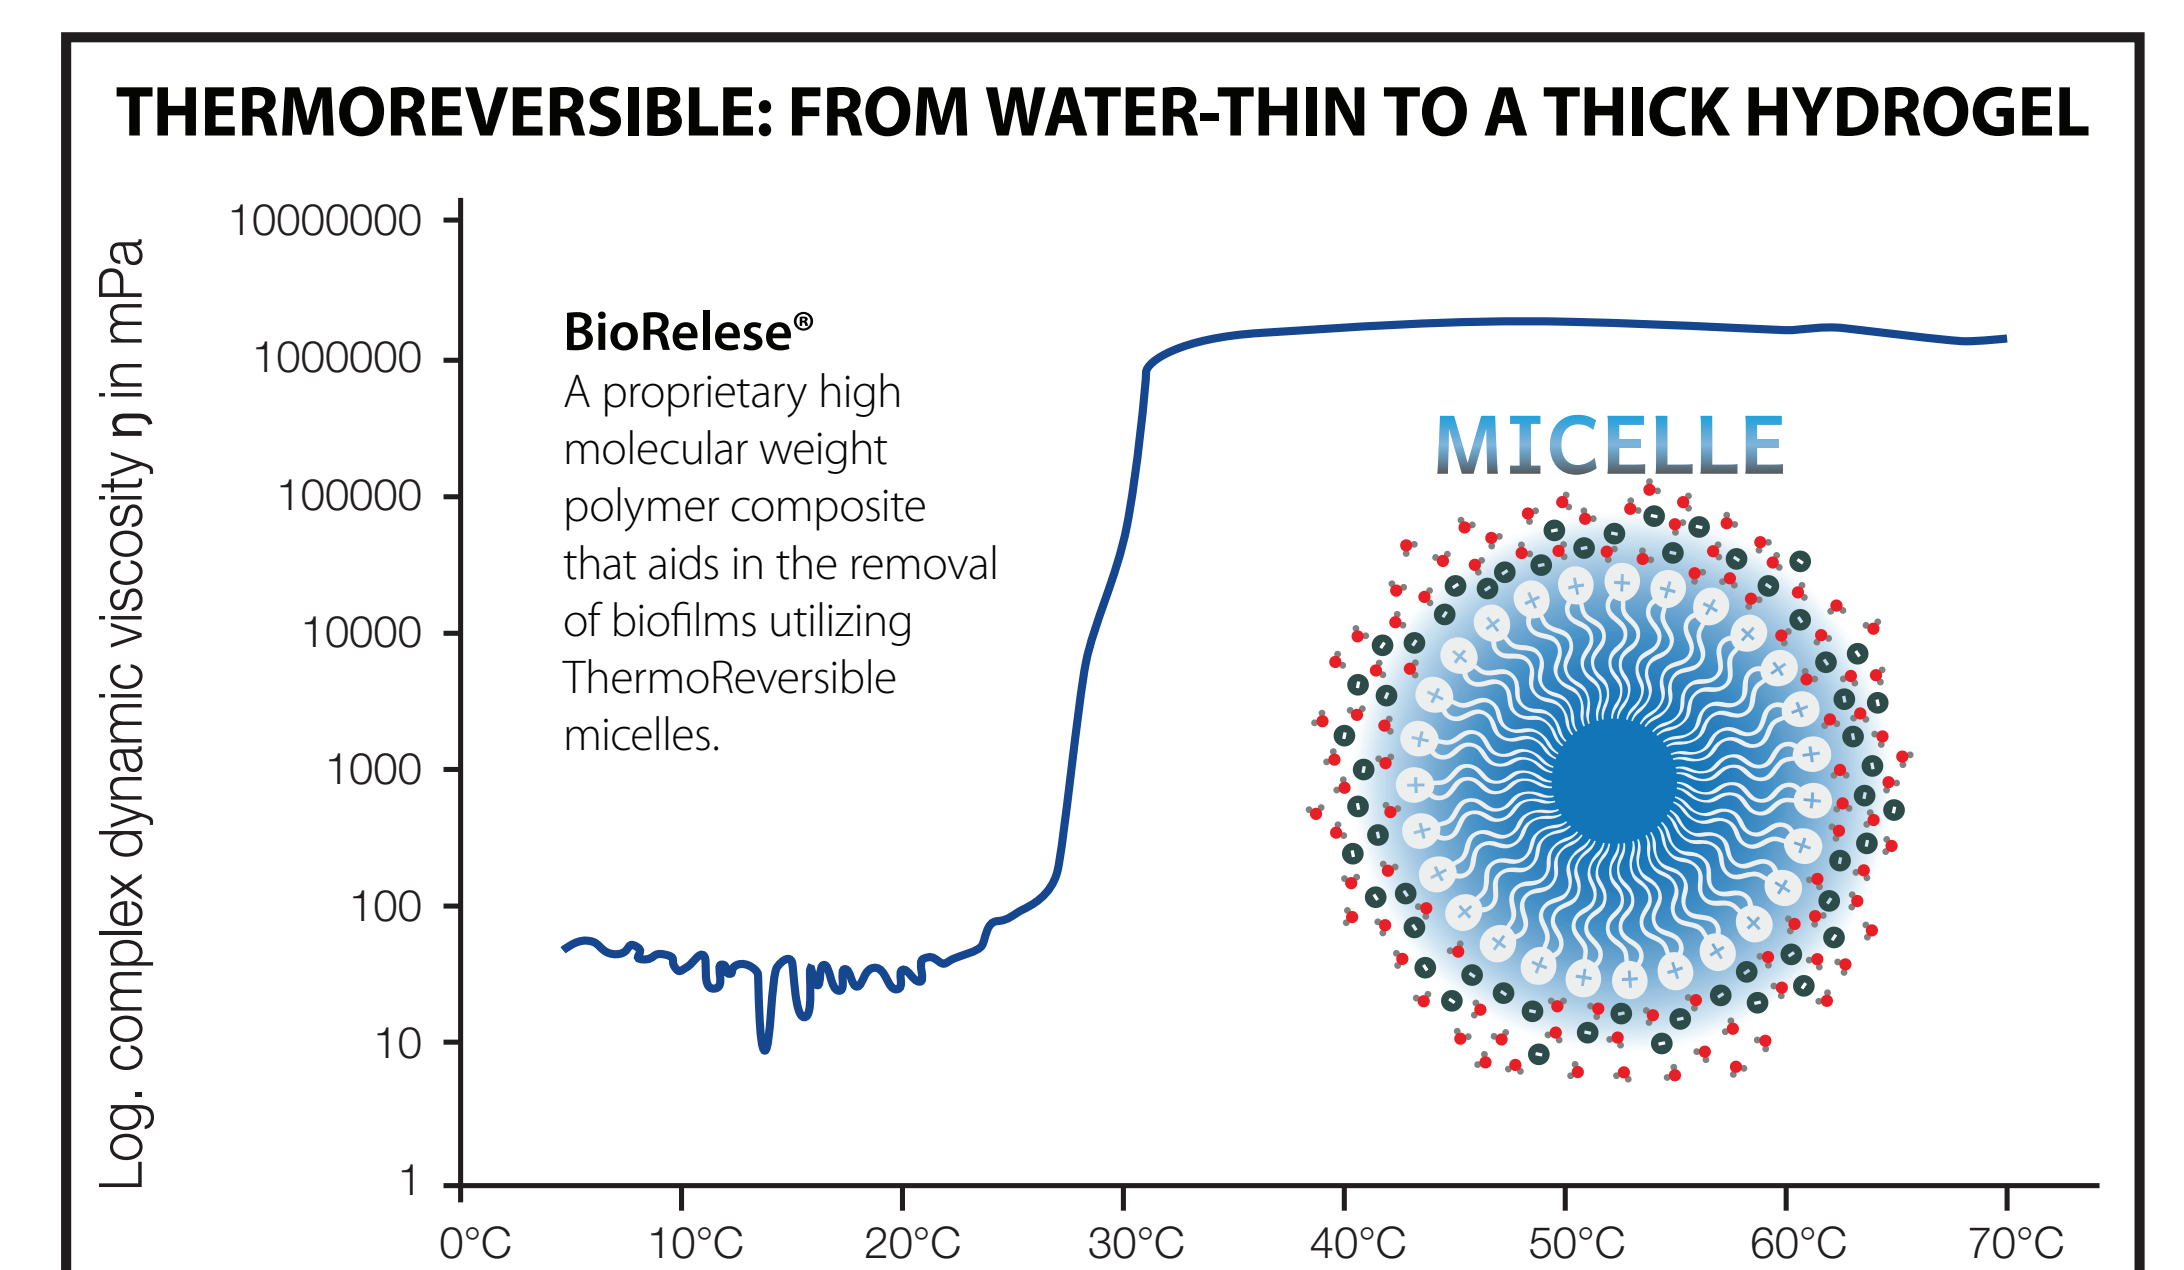 THERMOREVERSIBLE: FROM WATER-THIN TO A THICK HYDROGEL
Log. complex dynamic viscosity ŋ in mPa
10000000
1000000
100000
10000
1000
100
10
1
BioRelese®
A proprietary high
molecular weight
polymer composite
that aids in the removal
of biofilms utilizing
ThermoReversible
micelles.
MICELLE
0°C 10°C 20°C 30°C 40°C 50°C 60°C 70°C